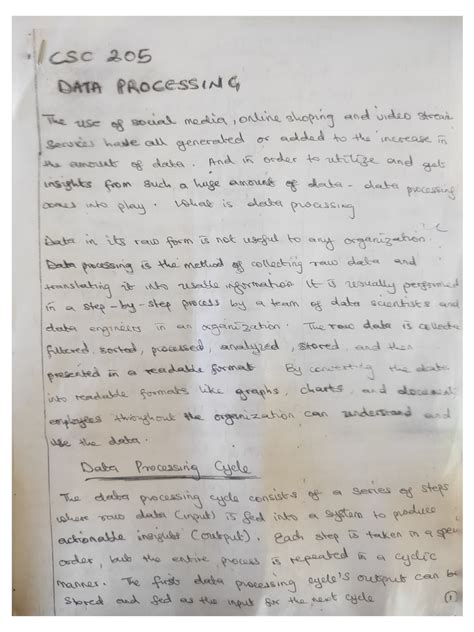 CSC 205
DATA PROCESSING
The use of social media, online shoping and video stream
Services have all generated or added to the increase in
the amount of data. And in order to utilize and get
insights from such a huge amount of data - data processing
comes into play. What is data processing
Data in its raw form is not useful to any organization.
Data processing is the method of collecting raw data and
translating it into usable information It is usually performed
in a step-by-step process by a team of data scientists and
data engineers in an organization. The raw data is collected
filtered, sorted, processed, analyzed, stored, and then
presented in a readable format By converting the data
into readable formats like graphs, charts, and document
employees throughout the organization can understand and
use the data.
Data Processing Cycle
The data processing cycle consists of a series of steps
where raw data (input) is fed into a system to produce
actionable insight (output). Each step is taken in a spec
order, but the entire process is repeated in a cyclic
manner. The first data processing cycle's output can be
stored and fed as the input for the next cycle
1